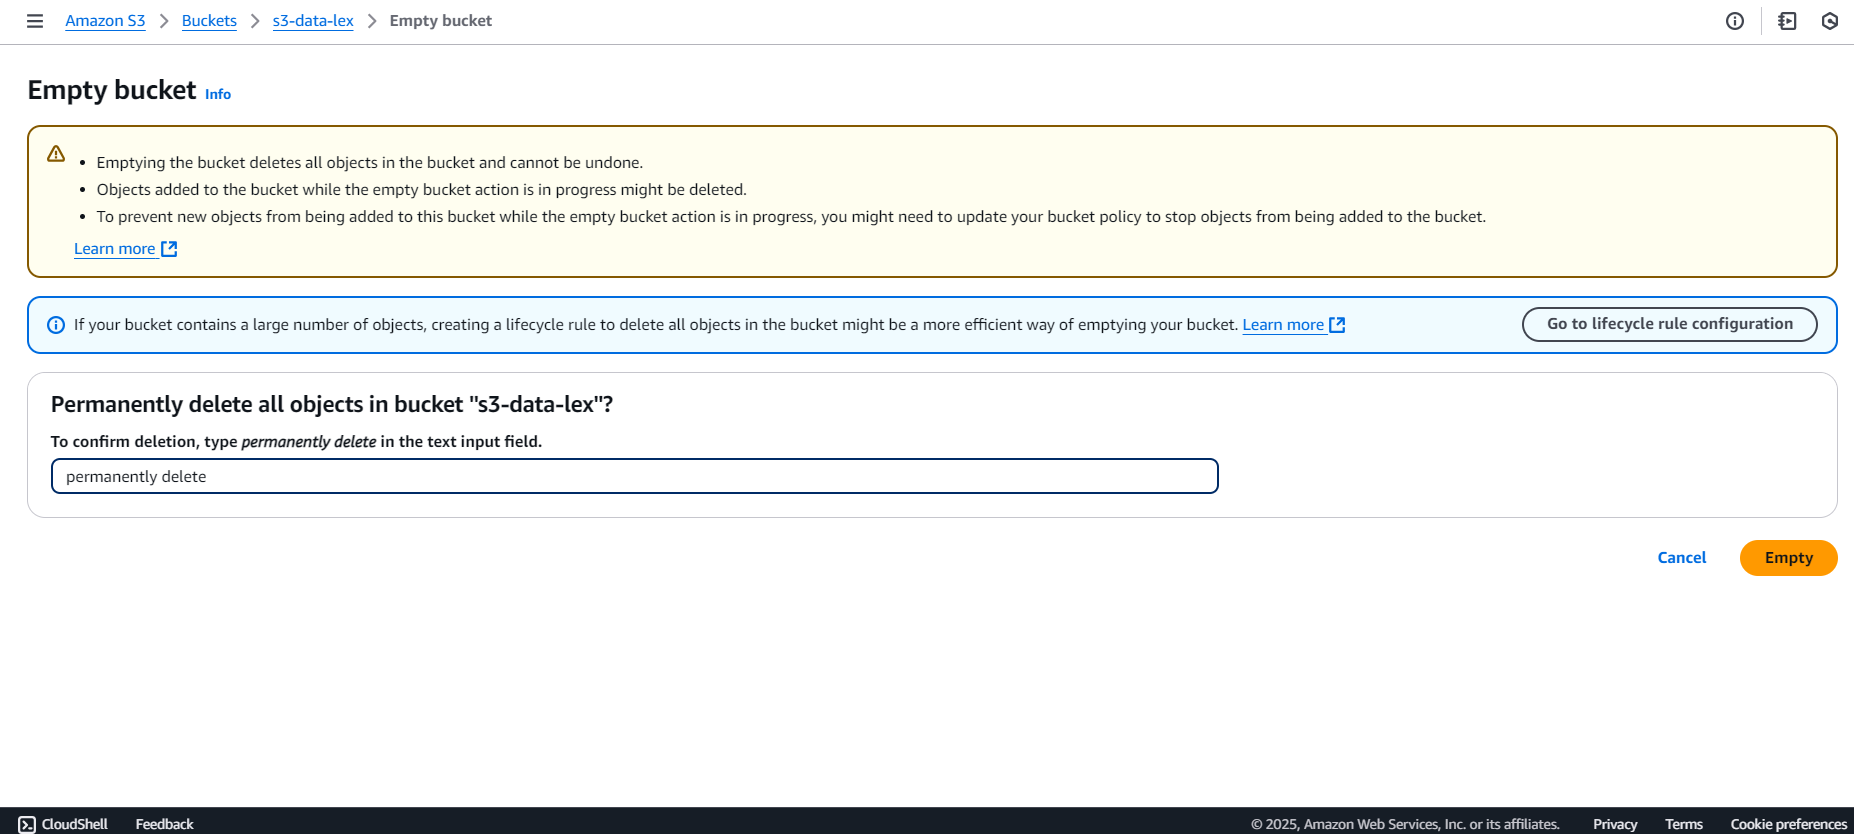 Amazon S3 > Buckets > s3-data-lex > Empty bucket
Empty bucket Info
• Emptying the bucket deletes all objects in the bucket and cannot be undone.
• Objects added to the bucket while the empty bucket action is in progress might be deleted.
• To prevent new objects from being added to this bucket while the empty bucket action is in progress, you might need to update your bucket policy to stop objects from being added to the bucket.
Learn more
If your bucket contains a large number of objects, creating a lifecycle rule to delete all objects in the bucket might be a more efficient way of emptying your bucket. Learn more
Go to lifecycle rule configuration
Permanently delete all objects in bucket "s3-data-lex"?
To confirm deletion, type permanently delete in the text input field.
permanently delete
Cancel Empty
CloudShell Feedback © 2025, Amazon Web Services, Inc. or its affiliates. Privacy Terms Cookie preferences